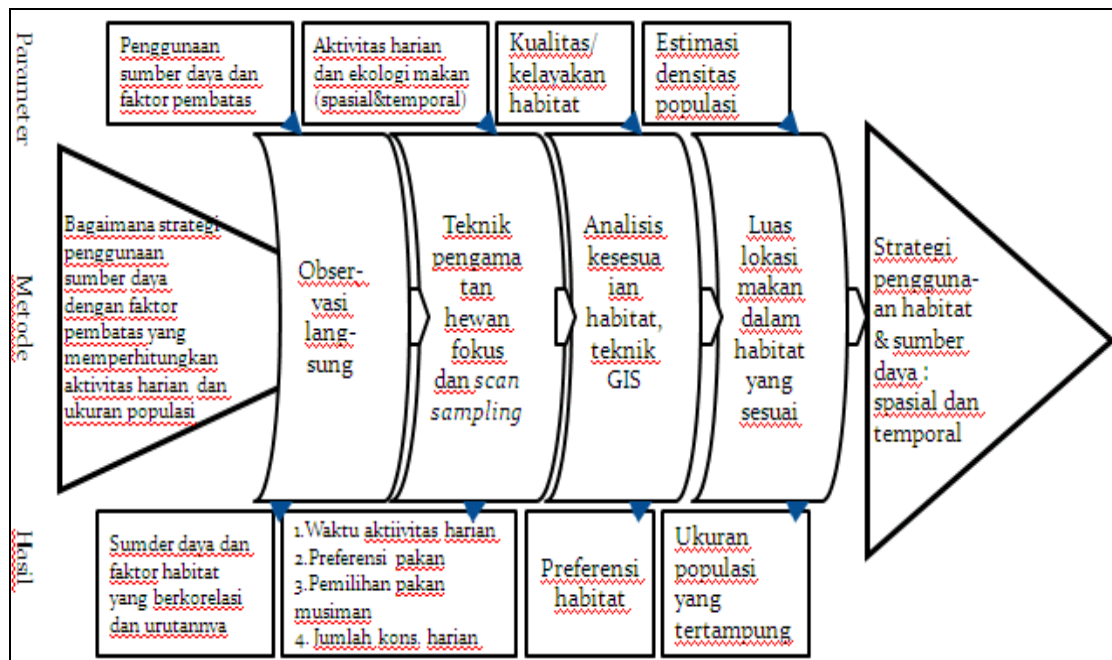 Parameter
Penggunaan
sumber daya dan
faktor pembatas
Aktivitas harian
dan ekologi makan
(spasial&temporal)
Kualitas/
kelayakan
habitat
Estimasi
densitas
populasi
Metode
Bagaimana strategi
penggunaan
sumber daya
dengan faktor
pembatas yang
memperhitungkan
aktivitas harian dan
ukuran populasi
Obser-
vasi
lang-
sung
Teknik
pengama
tan
hewan
fokus
dan scan
sampling
Analisis
kesesua
ian
habitat,
teknik
GIS
Luas
lokasi
makan
dalam
habitat
yang
sesuai
Strategi
pengguna-
an habitat
& sumber
daya :
spasial dan
temporal
Hasil
Sumder daya dan
faktor habitat
yang berkorelasi
dan urutannya
1.Waktu aktiivitas harian
2.Preferensi pakan
3.Pemilihan pakan
musiman
4. Jumlah kons. harian
Preferensi
habitat
Ukuran
populasi
yang
tertampung